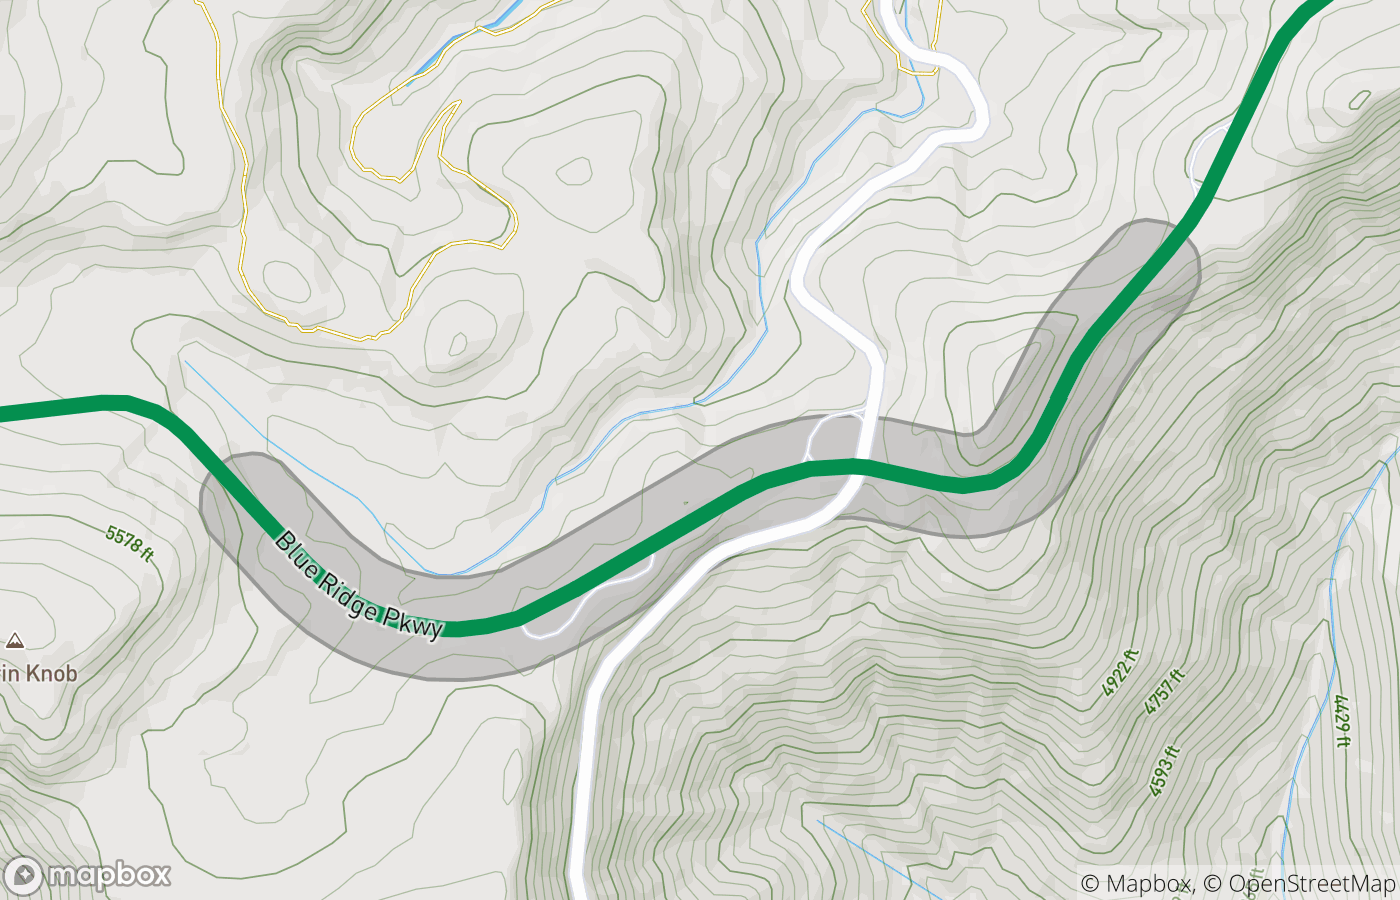 Blue Ridge Pkwy
5578 ft
in Knob
4922 ft
4757 ft
4429 ft
4593 ft
mapbox
© Mapbox, © OpenStreetMap